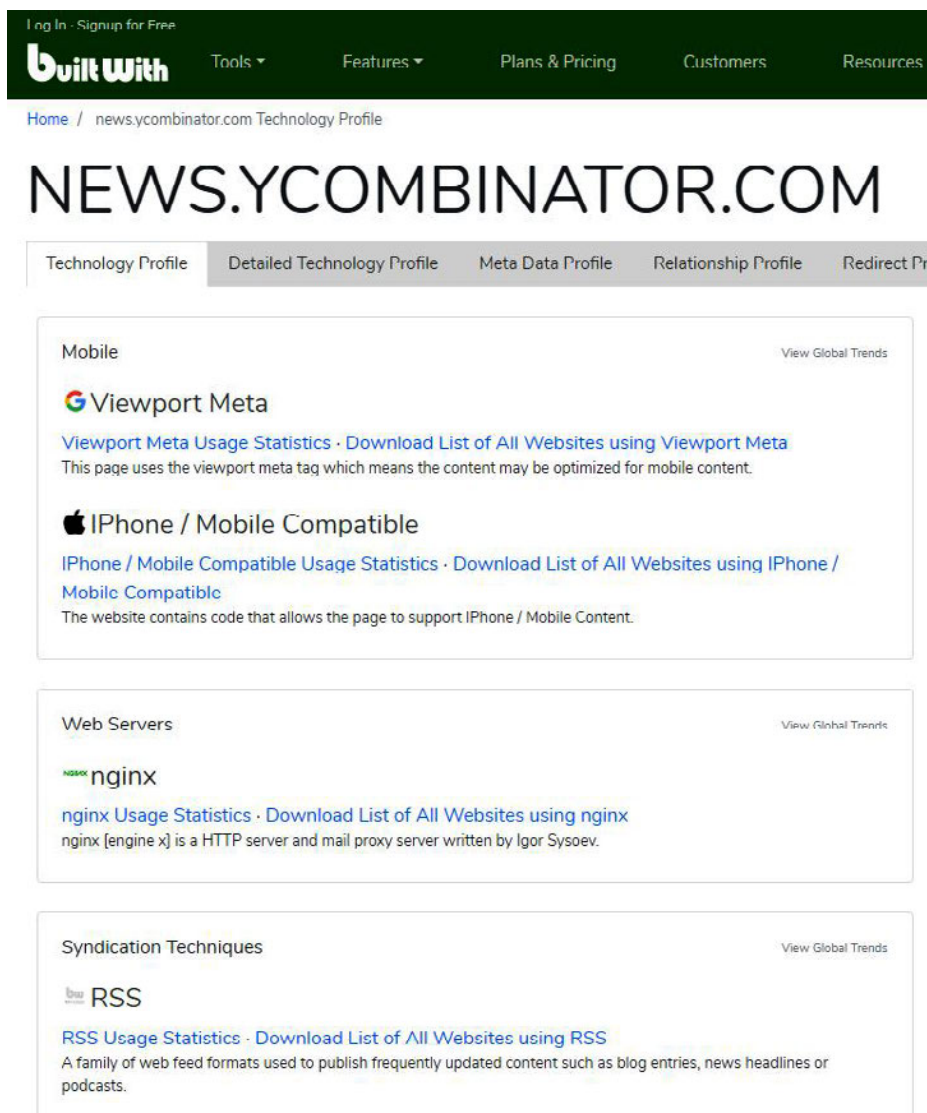 Log In · Signup for Free
built with
Tools
Features
Plans & Pricing
Customers
Resources
Home / news.ycombinator.com Technology Profile
NEWS.YCOMBINATOR.COM
Technology Profile
Detailed Technology Profile
Meta Data Profile
Relationship Profile
Redirect Pr
Mobile
View Global Trends
Viewport Meta
Viewport Meta Usage Statistics · Download List of All Websites using Viewport Meta
This page uses the viewport meta tag which means the content may be optimized for mobile content.
IPhone / Mobile Compatible
IPhone / Mobile Compatible Usage Statistics · Download List of All Websites using IPhone /
Mobile Compatible
The website contains code that allows the page to support IPhone / Mobile Content.
Web Servers
View Global Trends
NGINX nginx
nginx Usage Statistics · Download List of All Websites using nginx
nginx [engine x] is a HTTP server and mail proxy server written by Igor Sysoev.
Syndication Techniques
View Global Trends
bw RSS
RSS Usage Statistics · Download List of All Websites using RSS
A family of web feed formats used to publish frequently updated content such as blog entries, news headlines or
podcasts.